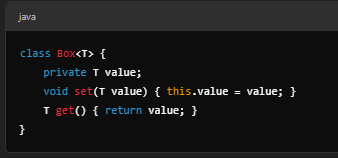 java
class Box<T> {
    private T value;
    void set(T value) { this.value = value; }
    T get() { return value; }
}